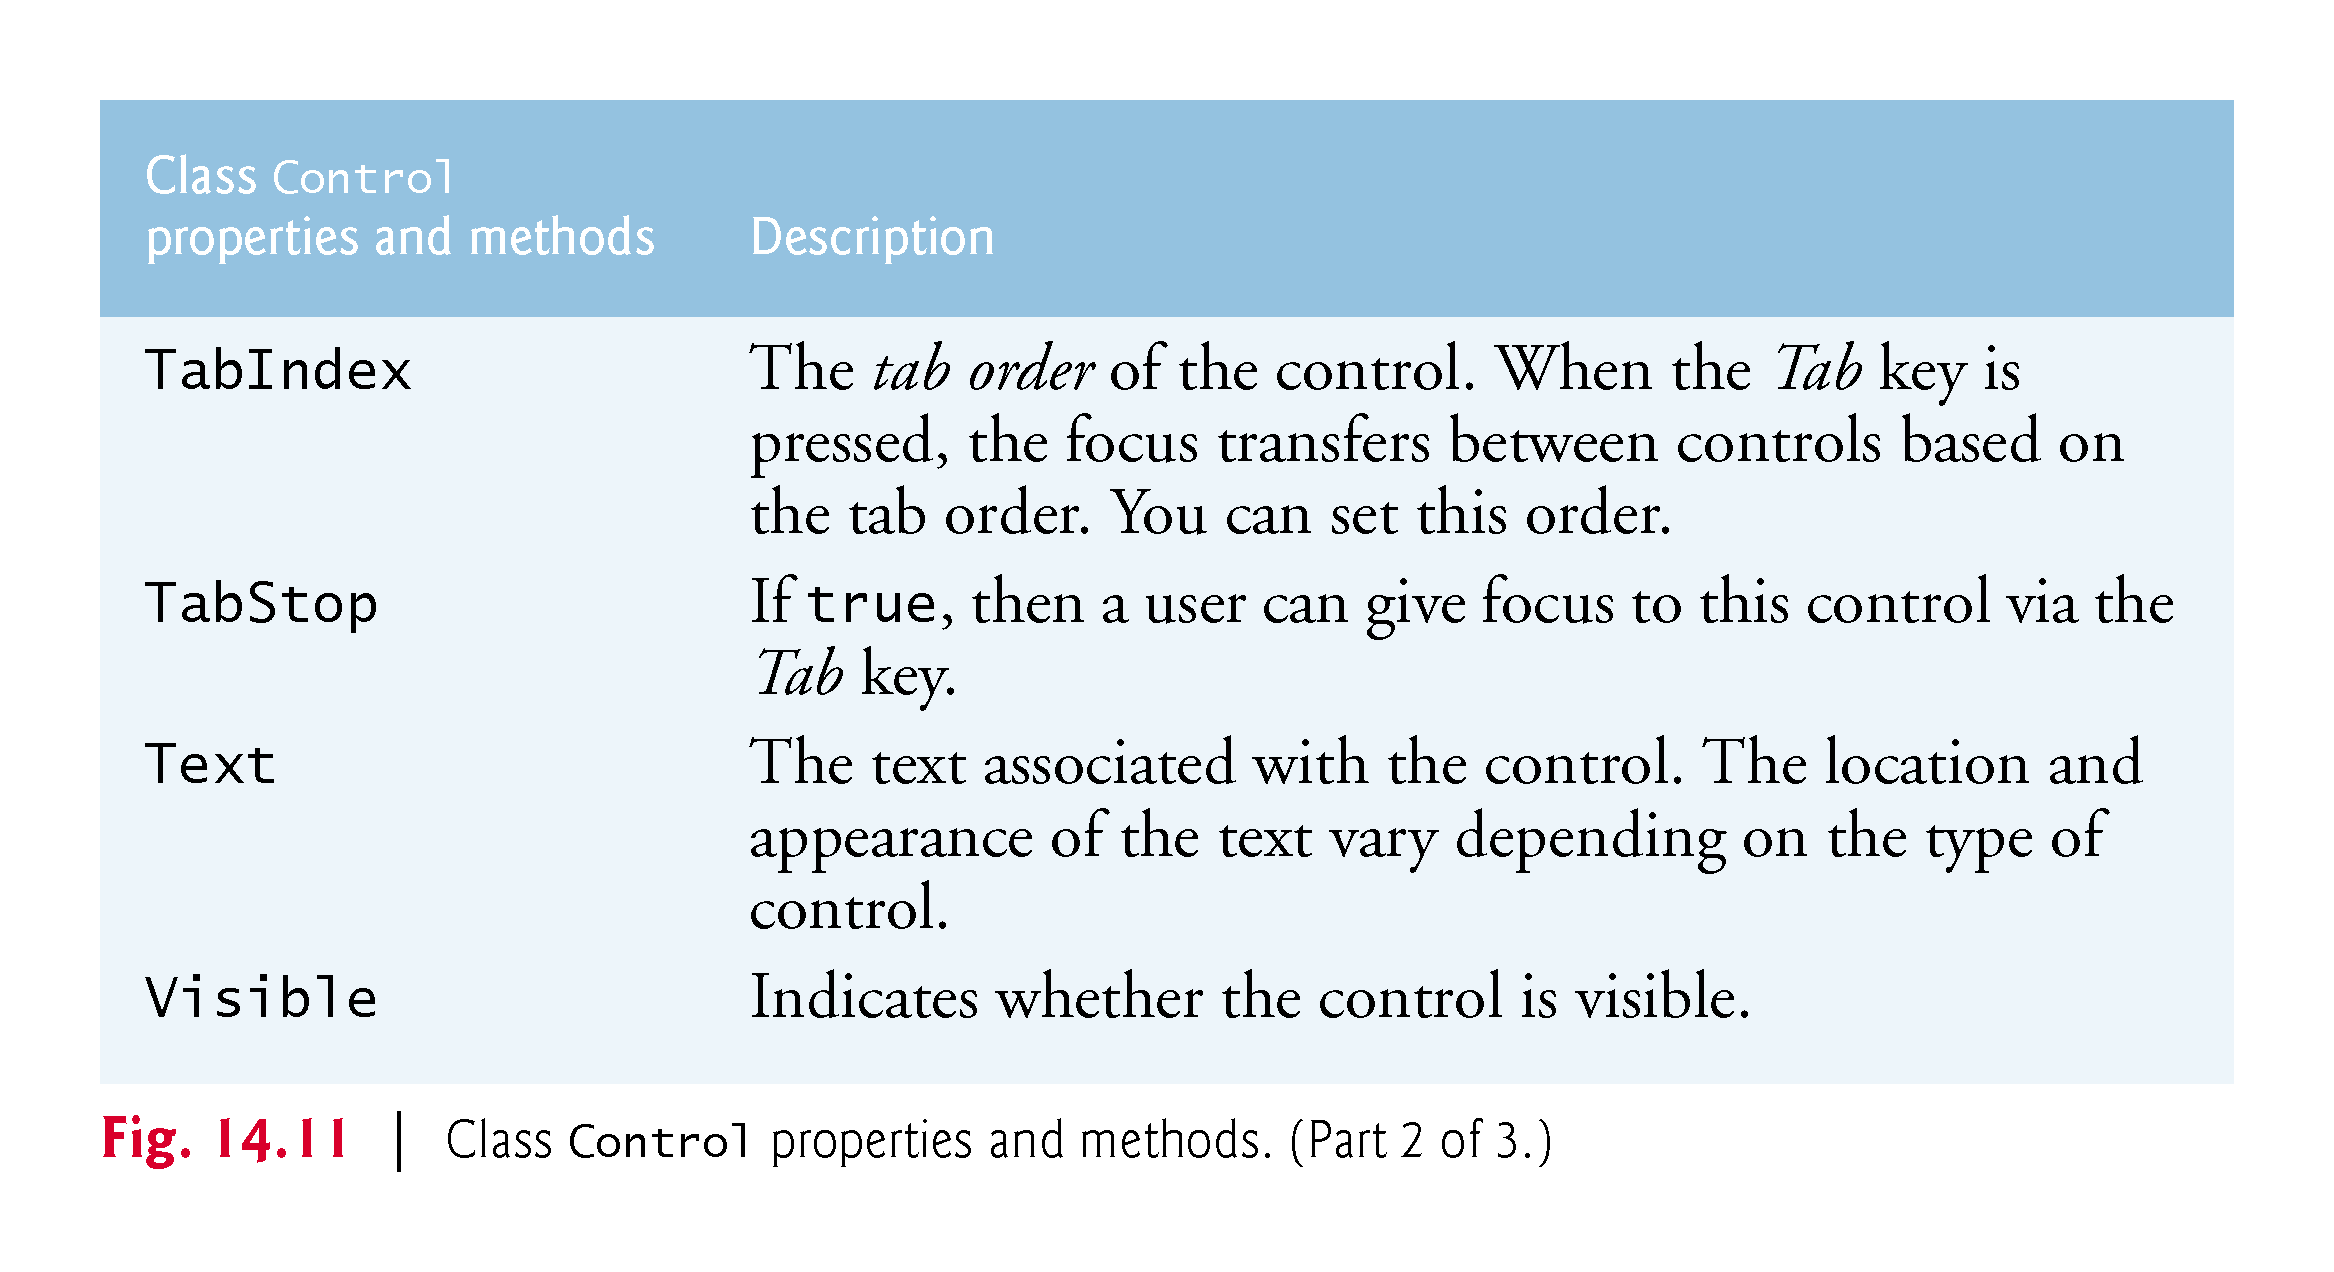 Class Control
properties and methods
Description
TabIndex
The tab order of the control. When the Tab key is
pressed, the focus transfers between controls based on
the tab order. You can set this order.
TabStop
If true, then a user can give focus to this control via the
Tab key.
Text
The text associated with the control. The location and
appearance of the text vary depending on the type of
control.
Visible
Indicates whether the control is visible.
Fig. 14.11 | Class Control properties and methods. (Part 2 of 3.)